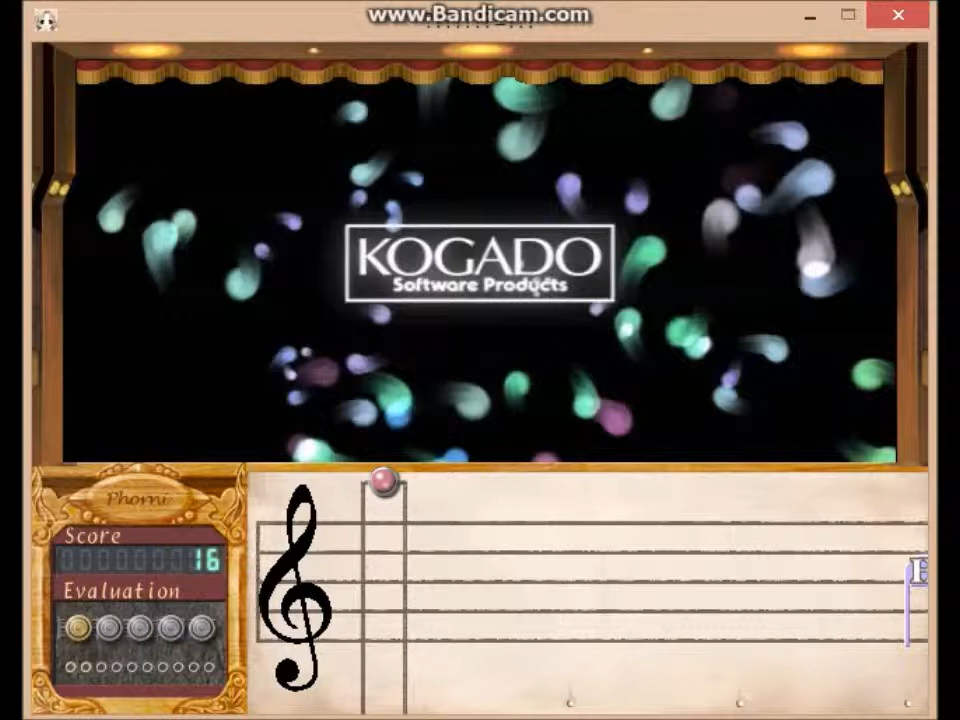 www.Bandicam.com
KOGADO
Software Products
Phorni
Score
16
Evaluation